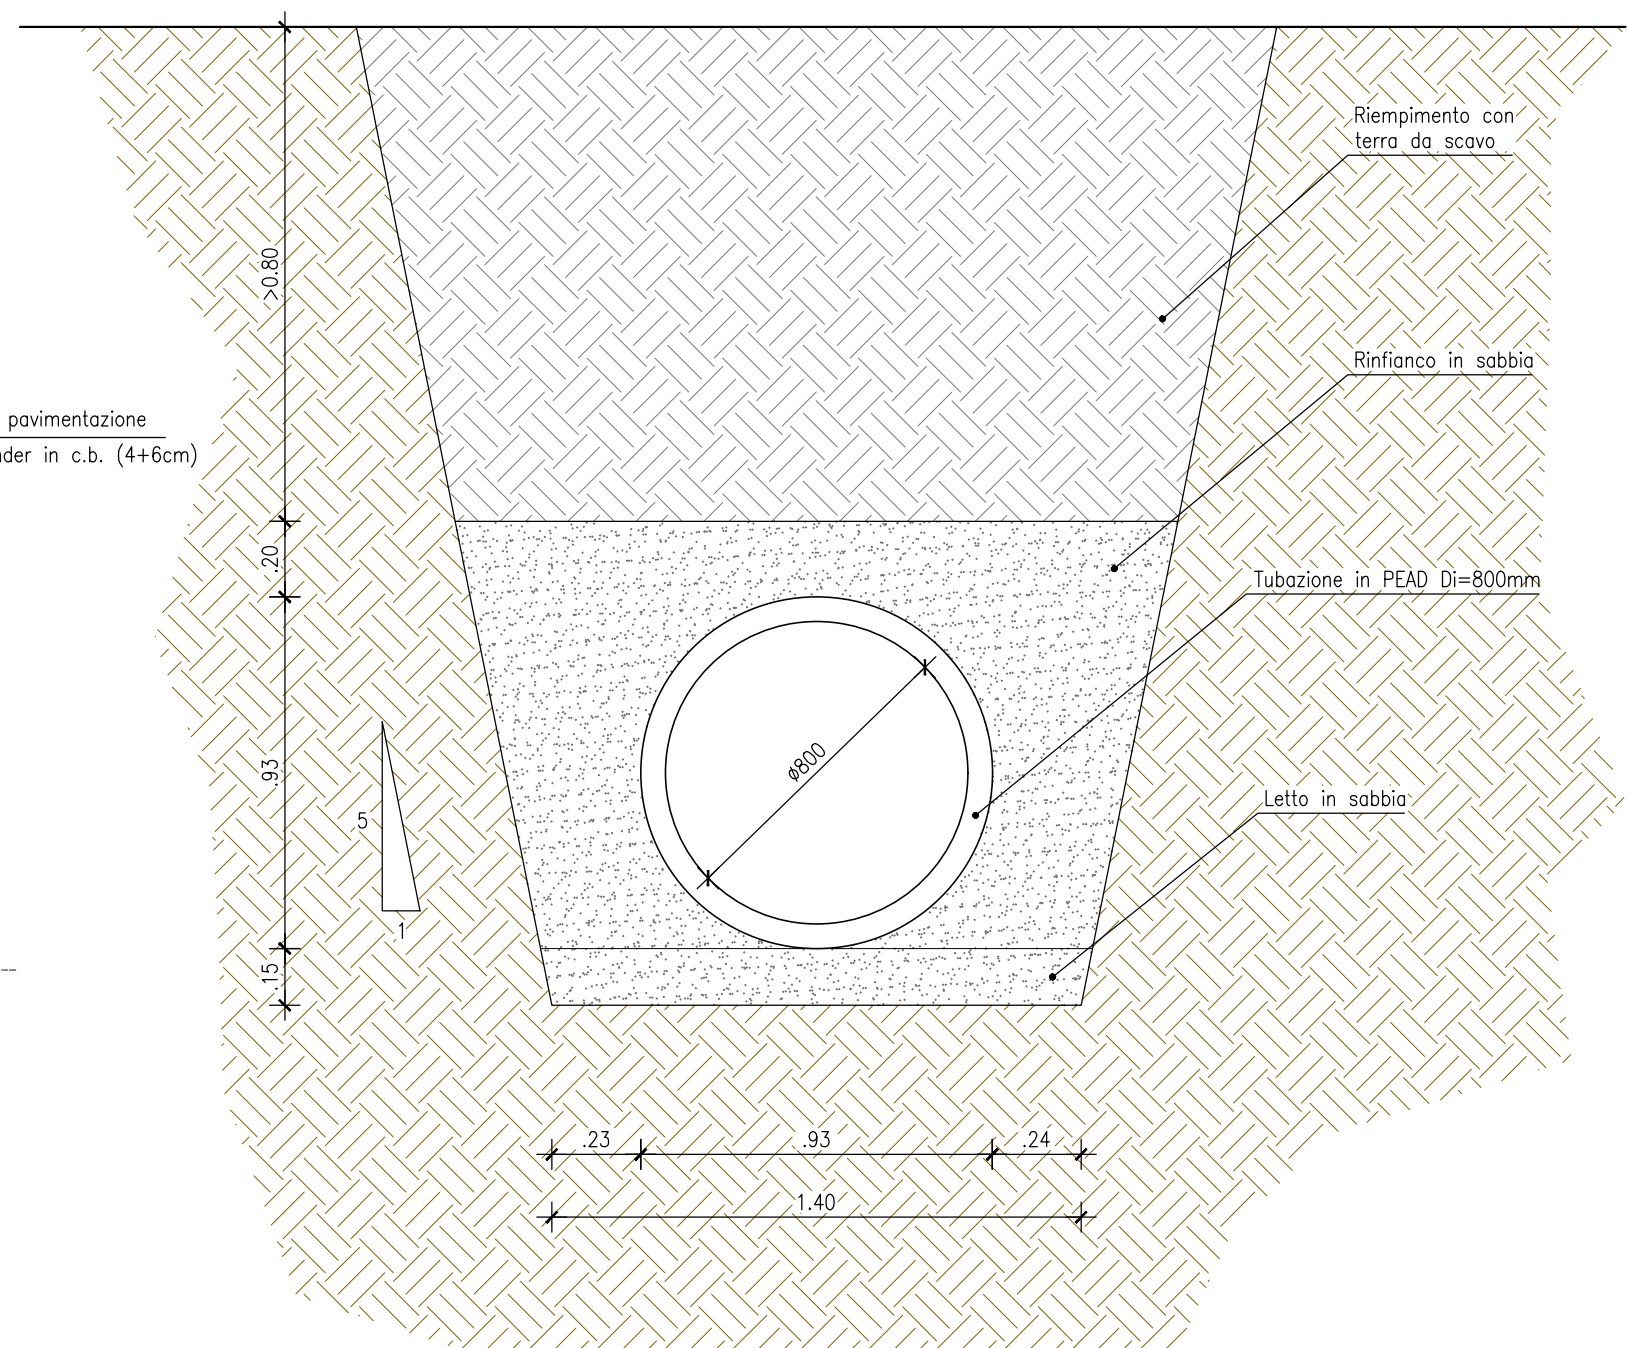 Riempimento con
terra da scavo
>0.80
Rinfianco in sabbia
pavimentazione
in c.b. (4+6cm)
.20
Tubazione in PEAD Di=800mm
ø800
.93
5
Letto in sabbia
1
.15
.23 .93 .24
1.40